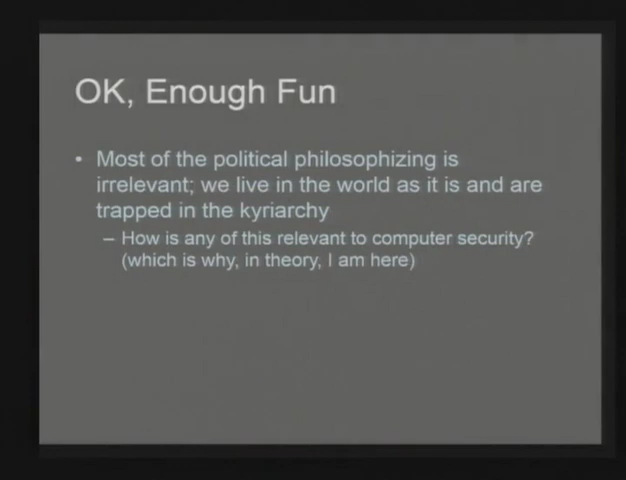 OK, Enough Fun
• Most of the political philosophizing is
irrelevant; we live in the world as it is and are
trapped in the kyriarchy
– How is any of this relevant to computer security?
(which is why, in theory, I am here)